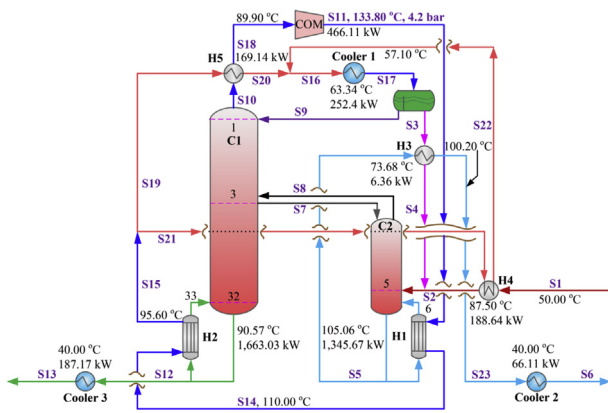 89.90 °C
S11, 133.80 °C, 4.2 bar
COM
466.11 kW
57.10 °C
S18
169.14 kW
H5
Cooler 1
S20
S16
S17
63.34 °C
252.4 kW
S10
S9
S3
S22
1
C1
H3
100.20 °C
73.68 °C
6.36 kW
S19
3
S8
S7
S4
S21
C2
S15
H4
S1
33
32
5
S2
6
87.50 °C
50.00 °C
188.64 kW
95.60 °C
90.57 °C
1,663.03 kW
105.06 °C
1,345.67 kW
H2
H1
40.00 °C
187.17 kW
40.00 °C
66.11 kW
S13
S12
S5
S23
S6
Cooler 3
S14, 110.00 °C
Cooler 2